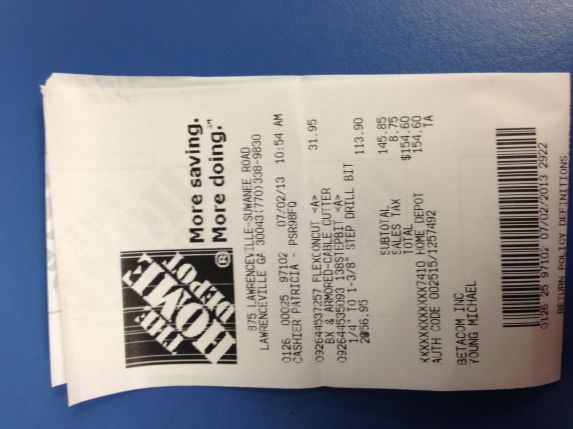 THE
HOME
DEPOT
®
More saving.
More doing.™
875 LAWRENCEVILLE-SUWANEE ROAD
LAWRENCEVILLE GA 30043(770)338-9830
0126 00025 97102 07/02/13 10:54 AM
CASHIER PATRICIA - PSR98FQ
092644537257 FLEXCONCUT <A> 31.95
BX & ARMORED-CABLE CUTTER
092644535093 138STEPBIT <A>
1/4" TO 1-3/8" STEP DRILL BIT
2@56.95 113.90
SUBTOTAL 145.85
SALES TAX 8.75
TOTAL $154.60
XXXXXXXXXXXX7410 HOME DEPOT 154.60
AUTH CODE 002515/1257492 TA
BETACOM INC
YOUNG MICHAEL
0126 25 97102 07/02/2013 2922
RETURN POLICY DEFINITIONS